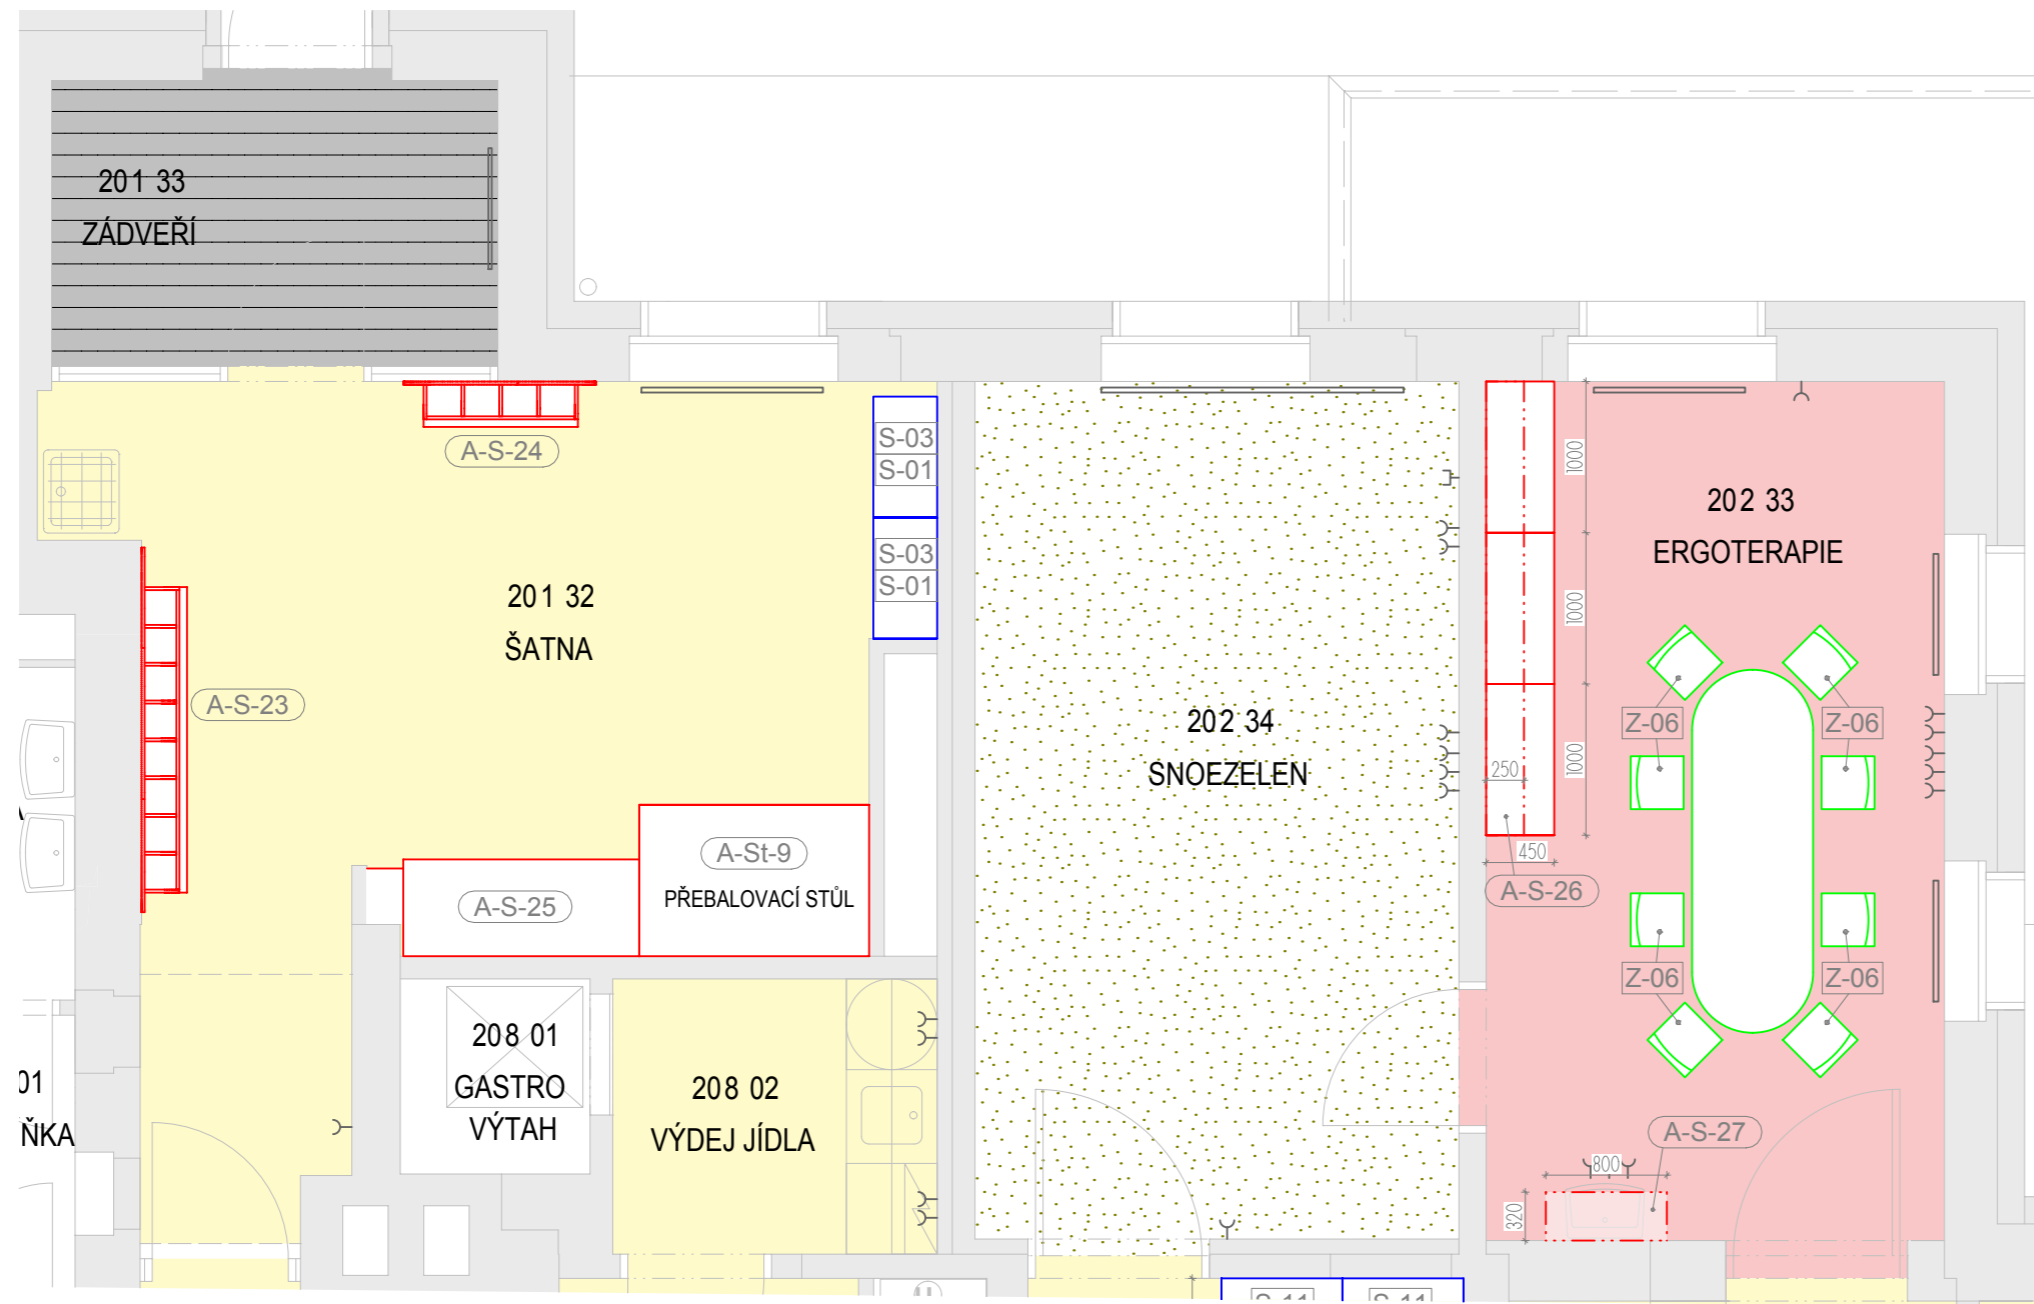 201 33
ZÁDVEŘÍ
A-S-24
S-03
S-01
S-03
S-01
201 32
ŠATNA
A-S-23
A-St-9
PŘEBALOVACÍ STŮL
A-S-25
208 01
GASTRO
VÝTAH
208 02
VÝDEJ JÍDLA
01
ŇKA
202 34
SNOEZELEN
1000
1000
1000
250
450
A-S-26
202 33
ERGOTERAPIE
Z-06
Z-06
Z-06
Z-06
A-S-27
800
320
S-11
S-11